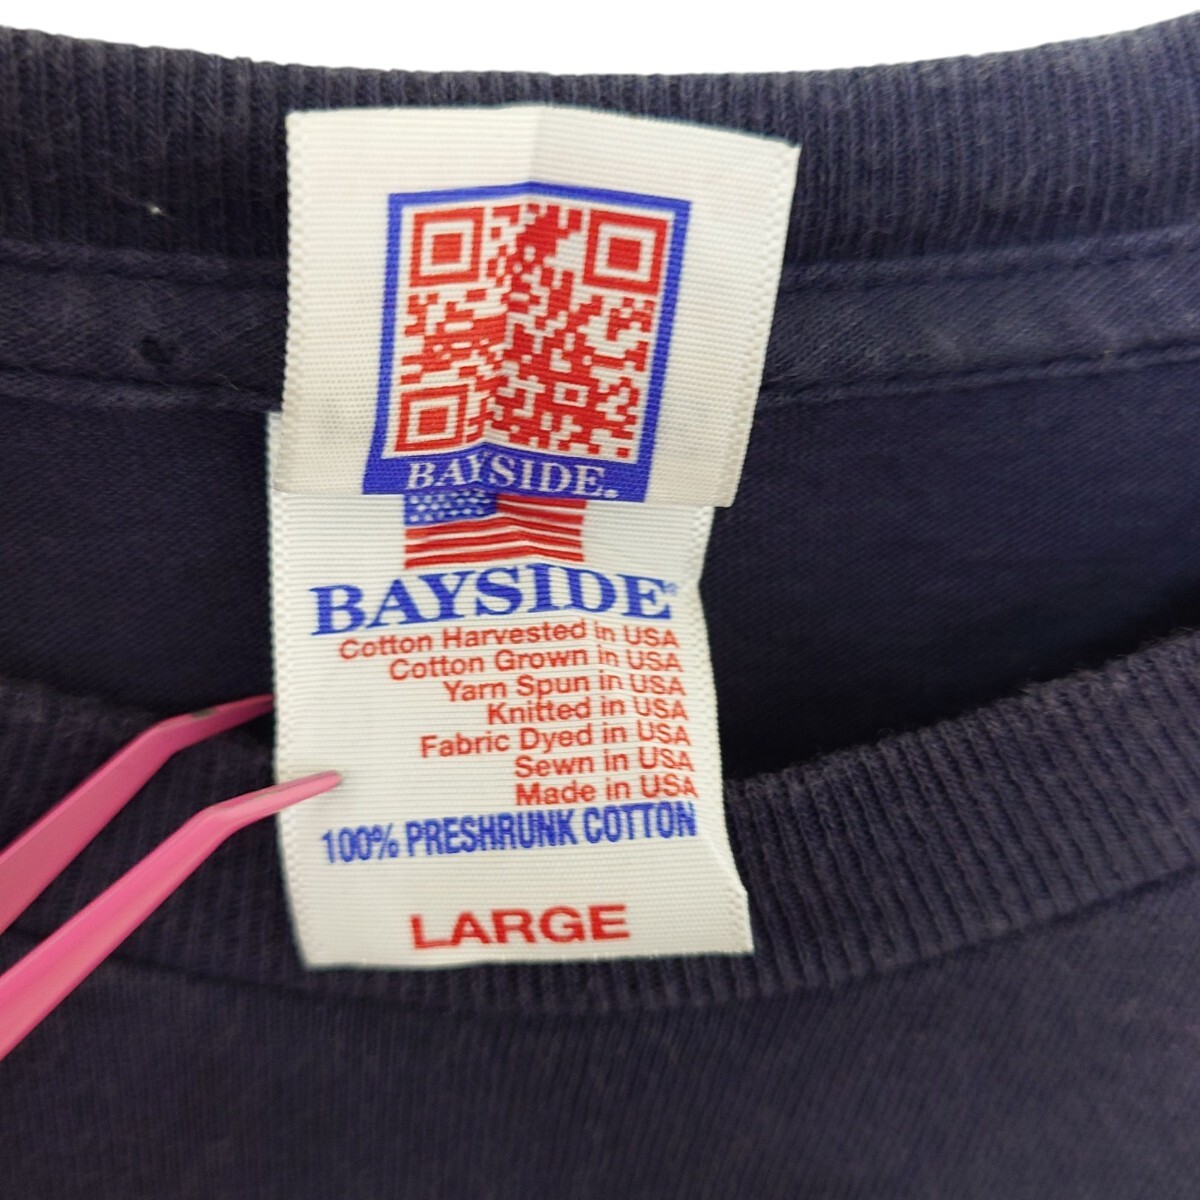 BAYSIDE.
BAYSIDE®
Cotton Harvested in USA
Cotton Grown in USA
Yarn Spun in USA
Knitted in USA
Fabric Dyed in USA
Sewn in USA
Made in USA
100% PRESHRUNK COTTON
LARGE